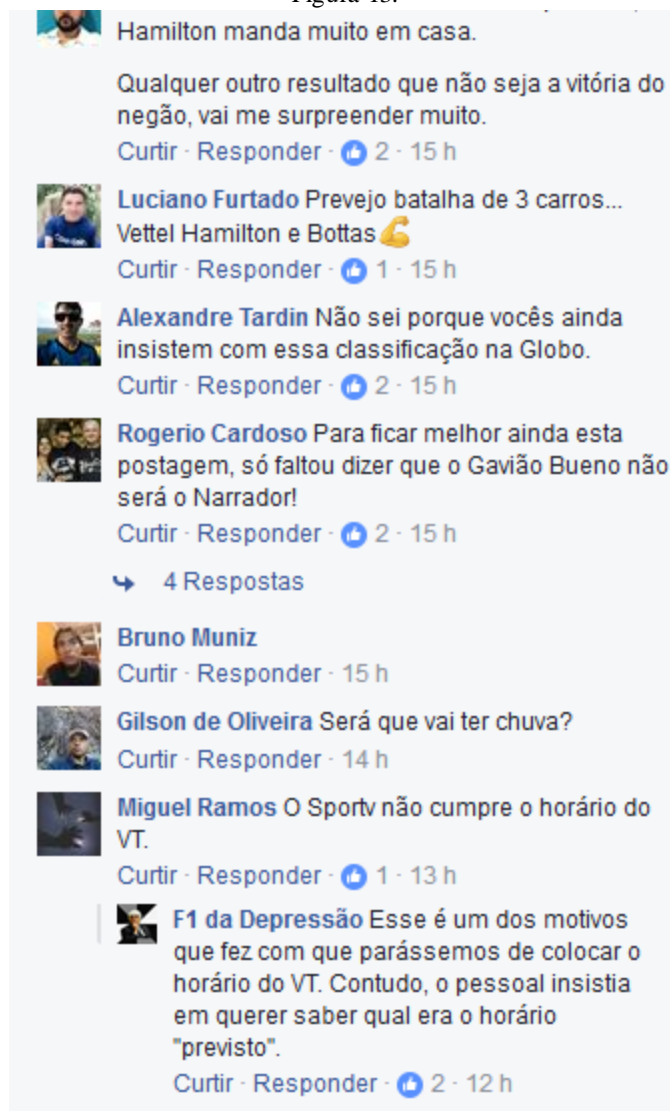 Figura 13.
Hamilton manda muito em casa.
Qualquer outro resultado que não seja a vitória do
negão, vai me surpreender muito.
Curtir · Responder · 2 · 15 h
Luciano Furtado Prevejo batalha de 3 carros...
Vettel Hamilton e Bottas💪
Curtir · Responder · 1 · 15 h
Alexandre Tardin Não sei porque vocês ainda
insistem com essa classificação na Globo.
Curtir · Responder · 2 · 15 h
Rogerio Cardoso Para ficar melhor ainda esta
postagem, só faltou dizer que o Gavião Bueno não
será o Narrador!
Curtir · Responder · 2 · 15 h
4 Respostas
Bruno Muniz
Curtir · Responder · 15 h
Gilson de Oliveira Será que vai ter chuva?
Curtir · Responder · 14 h
Miguel Ramos O Sportv não cumpre o horário do
VT.
Curtir · Responder · 1 · 13 h
F1 da Depressão Esse é um dos motivos
que fez com que parássemos de colocar o
horário do VT. Contudo, o pessoal insistia
em querer saber qual era o horário
"previsto".
Curtir · Responder · 2 · 12 h